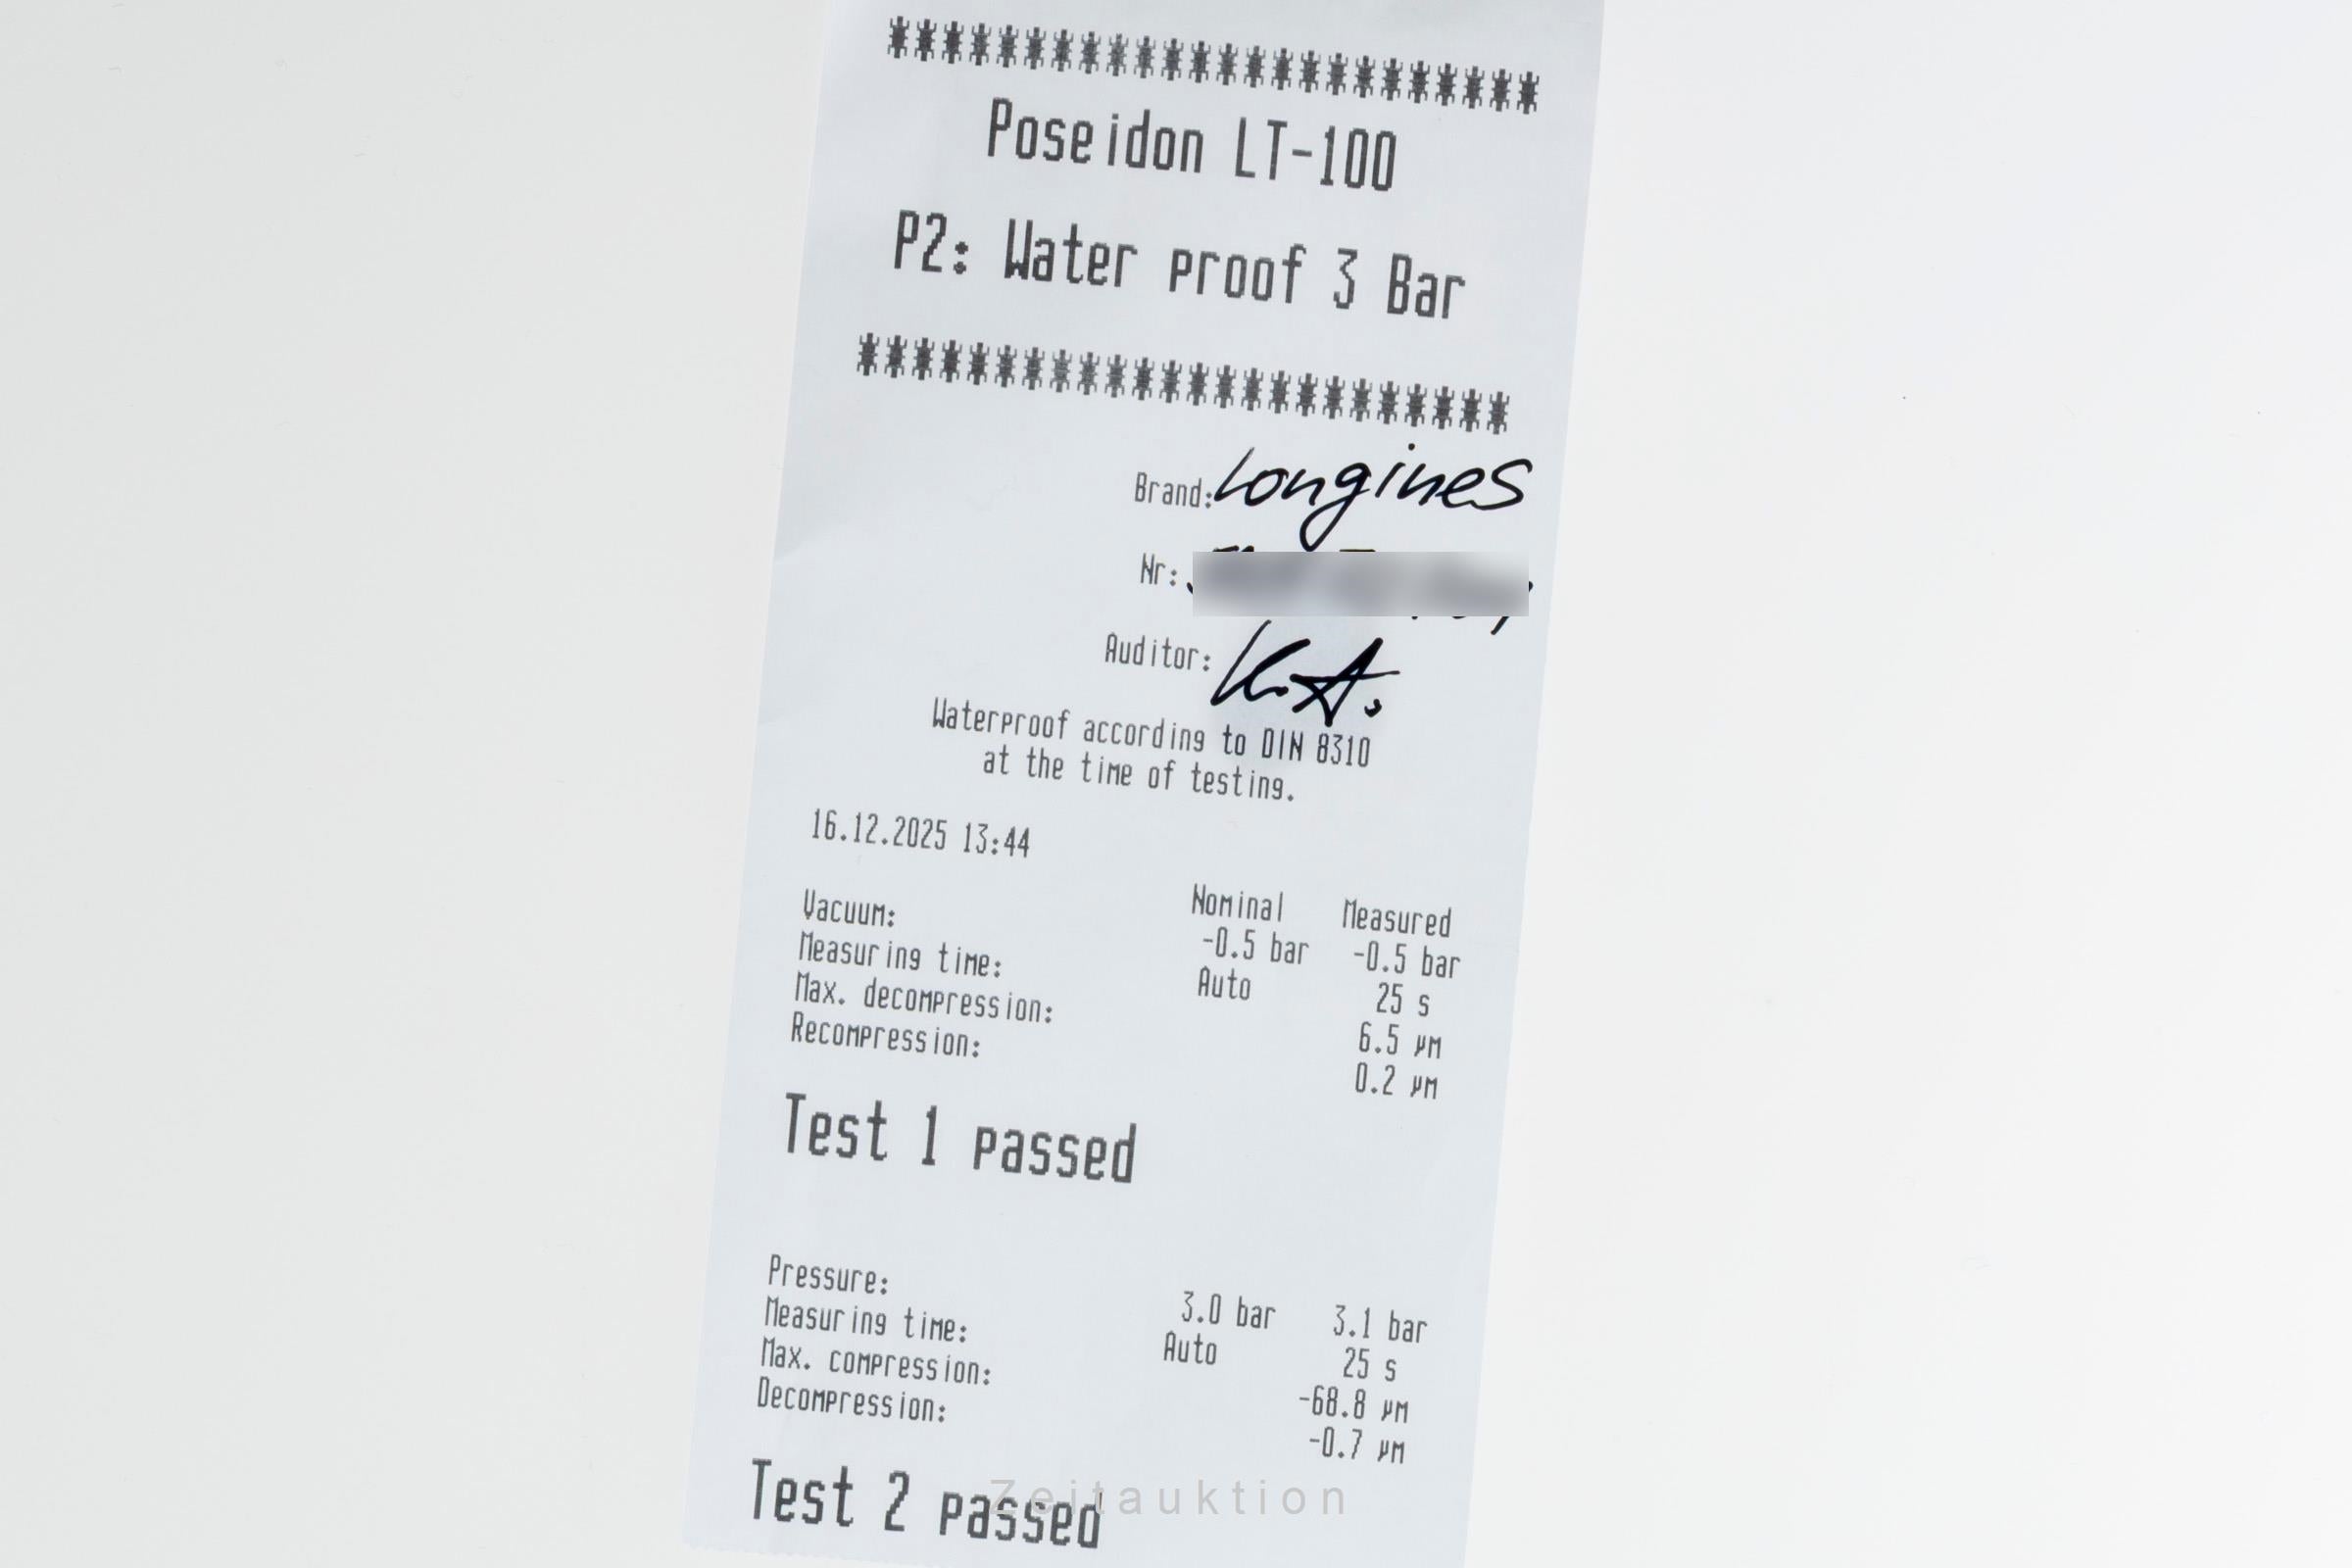 ************************
Poseidon LT-100
P2: Water proof 3 Bar
************************
Brand: Longines
Nr:
Auditor: K.A.
Waterproof according to DIN 8310
at the time of testing.
16.12.2025 13:44
Nominal Measured
Vacuum: -0.5 bar -0.5 bar
Measuring time: Auto 25 s
Max. decompression: 6.5 µm
Recompression: 0.2 µm
Test 1 passed
Pressure: 3.0 bar 3.1 bar
Measuring time: Auto 25 s
Max. compression: -68.8 µm
Decompression: -0.7 µm
Test 2 passed
Zeitauktion